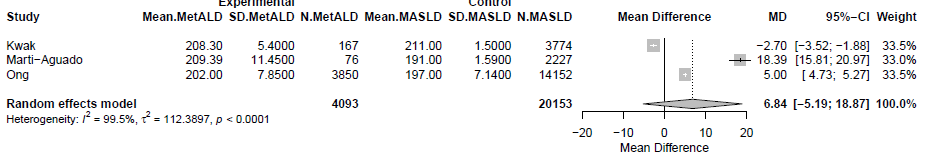 Experimental Control
Study Mean.MetALD SD.MetALD N.MetALD Mean.MASLD SD.MASLD N.MASLD Mean Difference MD 95%−CI Weight
Kwak 208.30 5.4000 167 211.00 1.5000 3774 −2.70 [−3.52; −1.88] 33.5%
Marti−Aguado 209.39 11.4500 76 191.00 1.5900 2227 18.39 [15.81; 20.97] 33.0%
Ong 202.00 7.8500 3850 197.00 7.1400 14152 5.00 [ 4.73; 5.27] 33.5%
Random effects model 4093 20153 6.84 [−5.19; 18.87] 100.0%
Heterogeneity: I² = 99.5%, τ² = 112.3897, p < 0.0001
−20 −10 0 10 20
Mean Difference